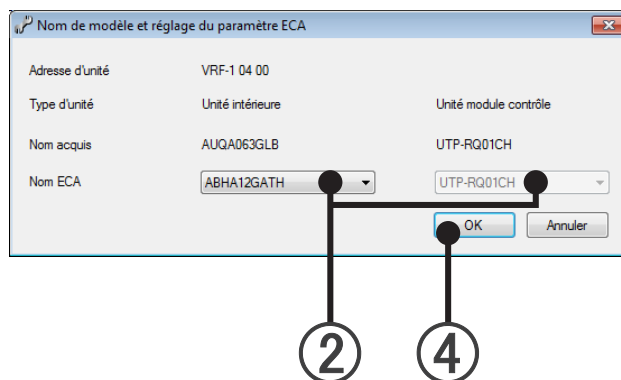 Nom de modèle et réglage du paramètre ECA
Adresse d'unité VRF-1 04 00
Type d'unité Unité intérieure Unité module contrôle
Nom acquis AUQA063GLB UTP-RQ01CH
Nom ECA ABHA12GATH UTP-RQ01CH
OK Annuler
2 4